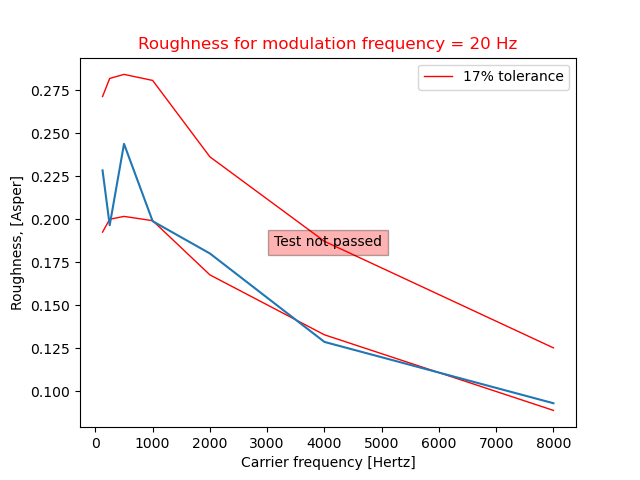 Roughness for modulation frequency = 20 Hz
17% tolerance
0.275
0.250
0.225
0.200
0.175
0.150
0.125
0.100
Roughness, [Asper]
Test not passed
0 1000 2000 3000 4000 5000 6000 7000 8000
Carrier frequency [Hertz]